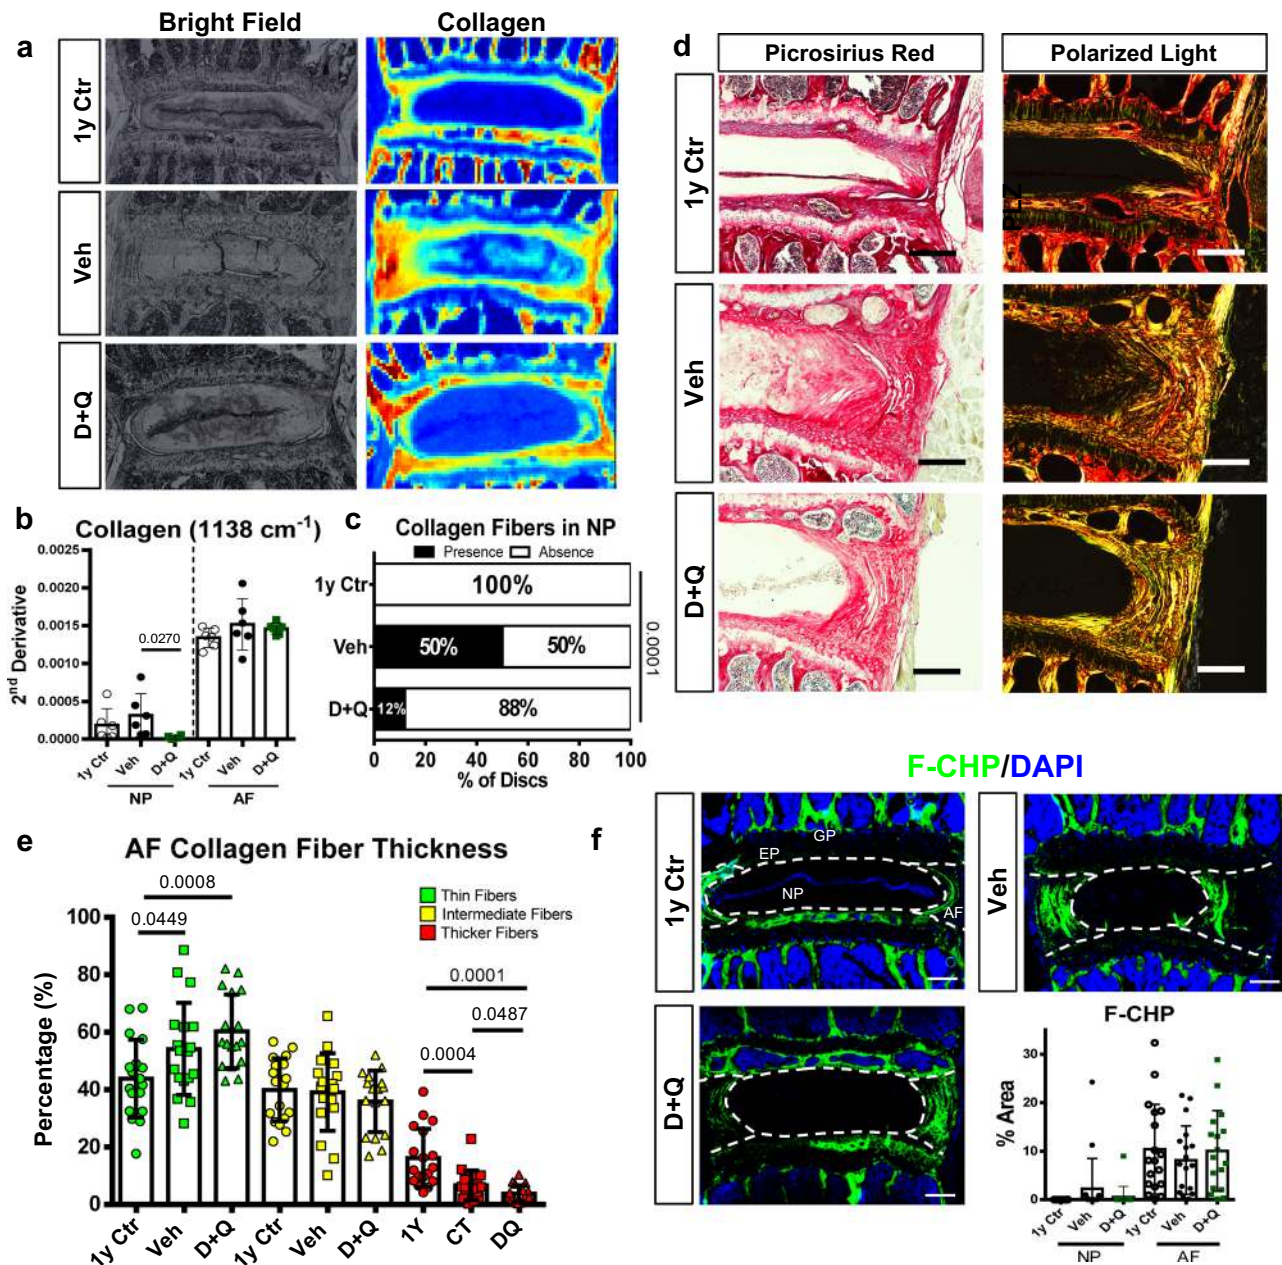 a
Bright Field
Collagen
1y Ctr
Veh
D+Q
b
Collagen (1138 cm⁻¹)
2nd Derivative
0.0025
0.0020
0.0015
0.0010
0.0005
0.0000
0.0270
1y Ctr
Veh
D+Q
1y Ctr
Veh
D+Q
NP
AF
c
Collagen Fibers in NP
Presence
Absence
1y Ctr
100%
Veh
50%
50%
D+Q
12%
88%
0.0001
0
20
40
60
80
100
% of Discs
d
Picrosirius Red
Polarized Light
1y Ctr
Veh
D+Q
e
AF Collagen Fiber Thickness
Thin Fibers
Intermediate Fibers
Thicker Fibers
0.0008
0.0449
0.0001
0.0487
0.0004
Percentage (%)
100
80
60
40
20
0
1y Ctr
Veh
D+Q
1y Ctr
Veh
D+Q
1Y
CT
DQ
f
F-CHP/DAPI
1y Ctr
GP
EP
NP
AF
Veh
D+Q
F-CHP
% Area
30
20
10
0
1y Ctr
Veh
D+Q
1y Ctr
Veh
D+Q
NP
AF